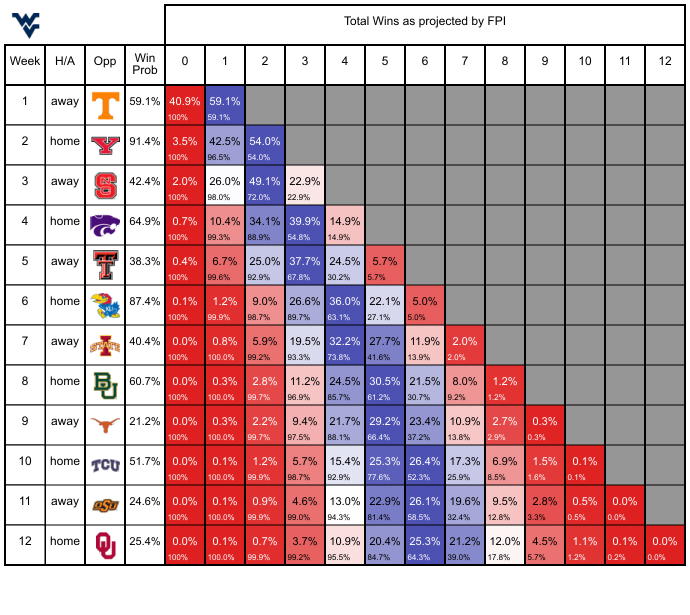 Total Wins as projected by FPI
Week H/A Opp Win Prob 0 1 2 3 4 5 6 7 8 9 10 11 12
1 away T 59.1% 40.9% 59.1%
100% 59.1%
2 home Y 91.4% 3.5% 42.5% 54.0%
100% 96.5% 54.0%
3 away S 42.4% 2.0% 26.0% 49.1% 22.9%
100% 98.0% 72.0% 22.9%
4 home 64.9% 0.7% 10.4% 34.1% 39.9% 14.9%
100% 99.3% 88.9% 54.8% 14.9%
5 away T 38.3% 0.4% 6.7% 25.0% 37.7% 24.5% 5.7%
100% 99.6% 92.9% 67.8% 30.2% 5.7%
6 home KU 87.4% 0.1% 1.2% 9.0% 26.6% 36.0% 22.1% 5.0%
100% 99.9% 98.7% 89.7% 63.1% 27.1% 5.0%
7 away STATE 40.4% 0.0% 0.8% 5.9% 19.5% 32.2% 27.7% 11.9% 2.0%
100% 100.0% 99.2% 93.3% 73.8% 41.6% 13.9% 2.0%
8 home BU 60.7% 0.0% 0.3% 2.8% 11.2% 24.5% 30.5% 21.5% 8.0% 1.2%
100% 100.0% 99.7% 96.9% 85.7% 61.2% 30.7% 9.2% 1.2%
9 away 21.2% 0.0% 0.3% 2.2% 9.4% 21.7% 29.2% 23.4% 10.9% 2.7% 0.3%
100% 100.0% 99.7% 97.5% 88.1% 66.4% 37.2% 13.8% 2.9% 0.3%
10 home TCU 51.7% 0.0% 0.1% 1.2% 5.7% 15.4% 25.3% 26.4% 17.3% 6.9% 1.5% 0.1%
100% 100.0% 99.9% 98.7% 92.9% 77.6% 52.3% 25.9% 8.5% 1.6% 0.1%
11 away OSU 24.6% 0.0% 0.1% 0.9% 4.6% 13.0% 22.9% 26.1% 19.6% 9.5% 2.8% 0.5% 0.0%
100% 100.0% 99.9% 99.0% 94.3% 81.4% 58.5% 32.4% 12.8% 3.3% 0.5% 0.0%
12 home OU 25.4% 0.0% 0.1% 0.7% 3.7% 10.9% 20.4% 25.3% 21.2% 12.0% 4.5% 1.1% 0.1% 0.0%
100% 100.0% 99.9% 99.2% 95.5% 84.7% 64.3% 39.0% 17.8% 5.7% 1.2% 0.2% 0.0%